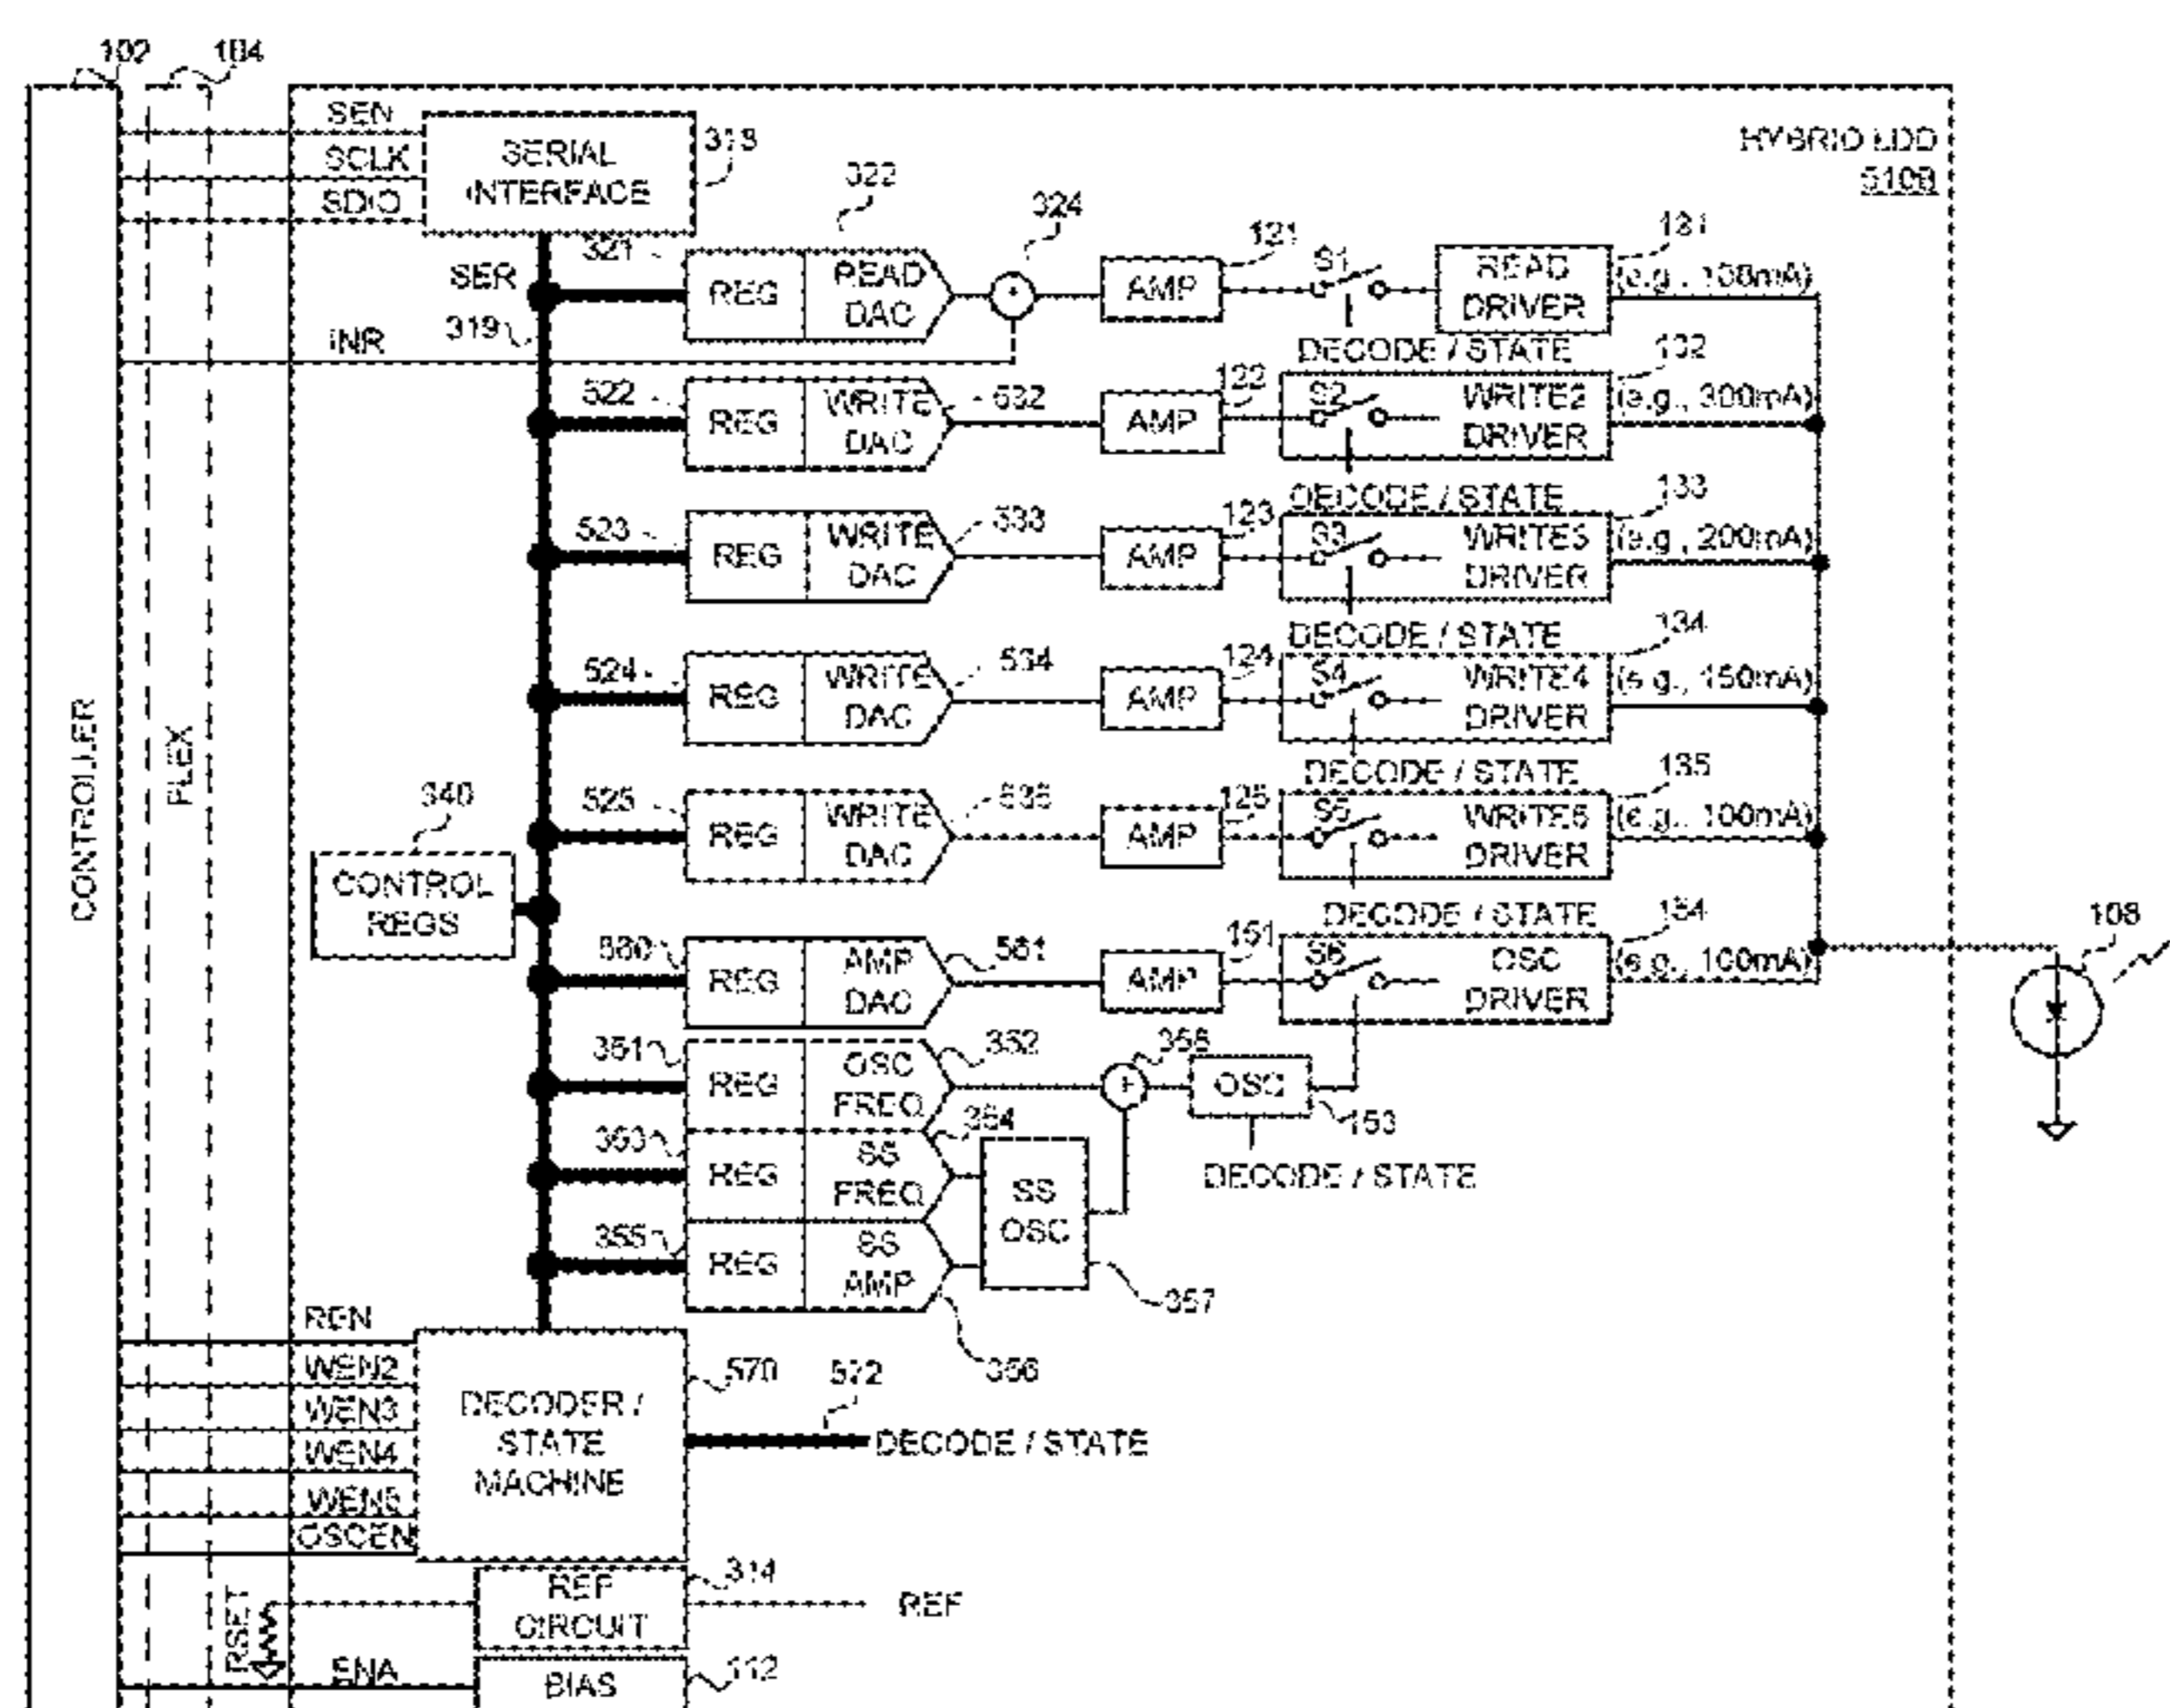 102
104
SEN
SCLK
SDIO
SERIAL
INTERFACE
318
HYBRID LDD
510B
322
324
SER
321
REG
READ
DAC
AMP
121
S1
READ
DRIVER
131
(e.g., 100mA)
319
INR
DECODE / STATE
522
REG
WRITE
DAC
532
AMP
122
S2
WRITE2
DRIVER
132
(e.g., 300mA)
DECODE / STATE
523
REG
WRITE
DAC
533
AMP
123
S3
WRITE3
DRIVER
133
(e.g., 200mA)
DECODE / STATE
524
REG
WRITE
DAC
534
AMP
124
S4
WRITE4
DRIVER
134
(e.g., 150mA)
DECODE / STATE
525
REG
WRITE
DAC
535
AMP
125
S5
WRITE5
DRIVER
135
(e.g., 100mA)
DECODE / STATE
CONTROLLER
FLEX
340
CONTROL
REGS
560
REG
AMP
DAC
561
AMP
151
S6
OSC
DRIVER
154
(e.g., 100mA)
108
351
REG
OSC
FREQ
352
358
OSC
153
DECODE / STATE
353
REG
SS
FREQ
354
SS
OSC
357
355
REG
SS
AMP
356
REN
WEN2
WEN3
WEN4
WEN5
OSCEN
DECODER /
STATE
MACHINE
570
572
DECODE / STATE
RSET
REF
CIRCUIT
314
REF
ENA
BIAS
112